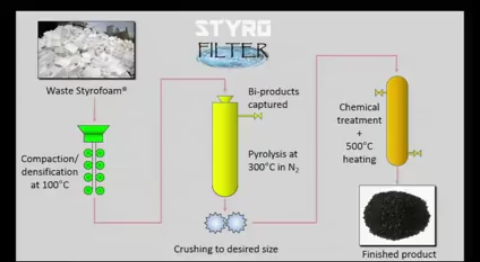 STYRO
FILTER
Waste Styrofoam®
Compaction/
densification
at 100°C
Bi-products
captured
Pyrolysis at
300°C in N₂
Crushing to desired size
Chemical
treatment
+
500°C
heating
Finished product